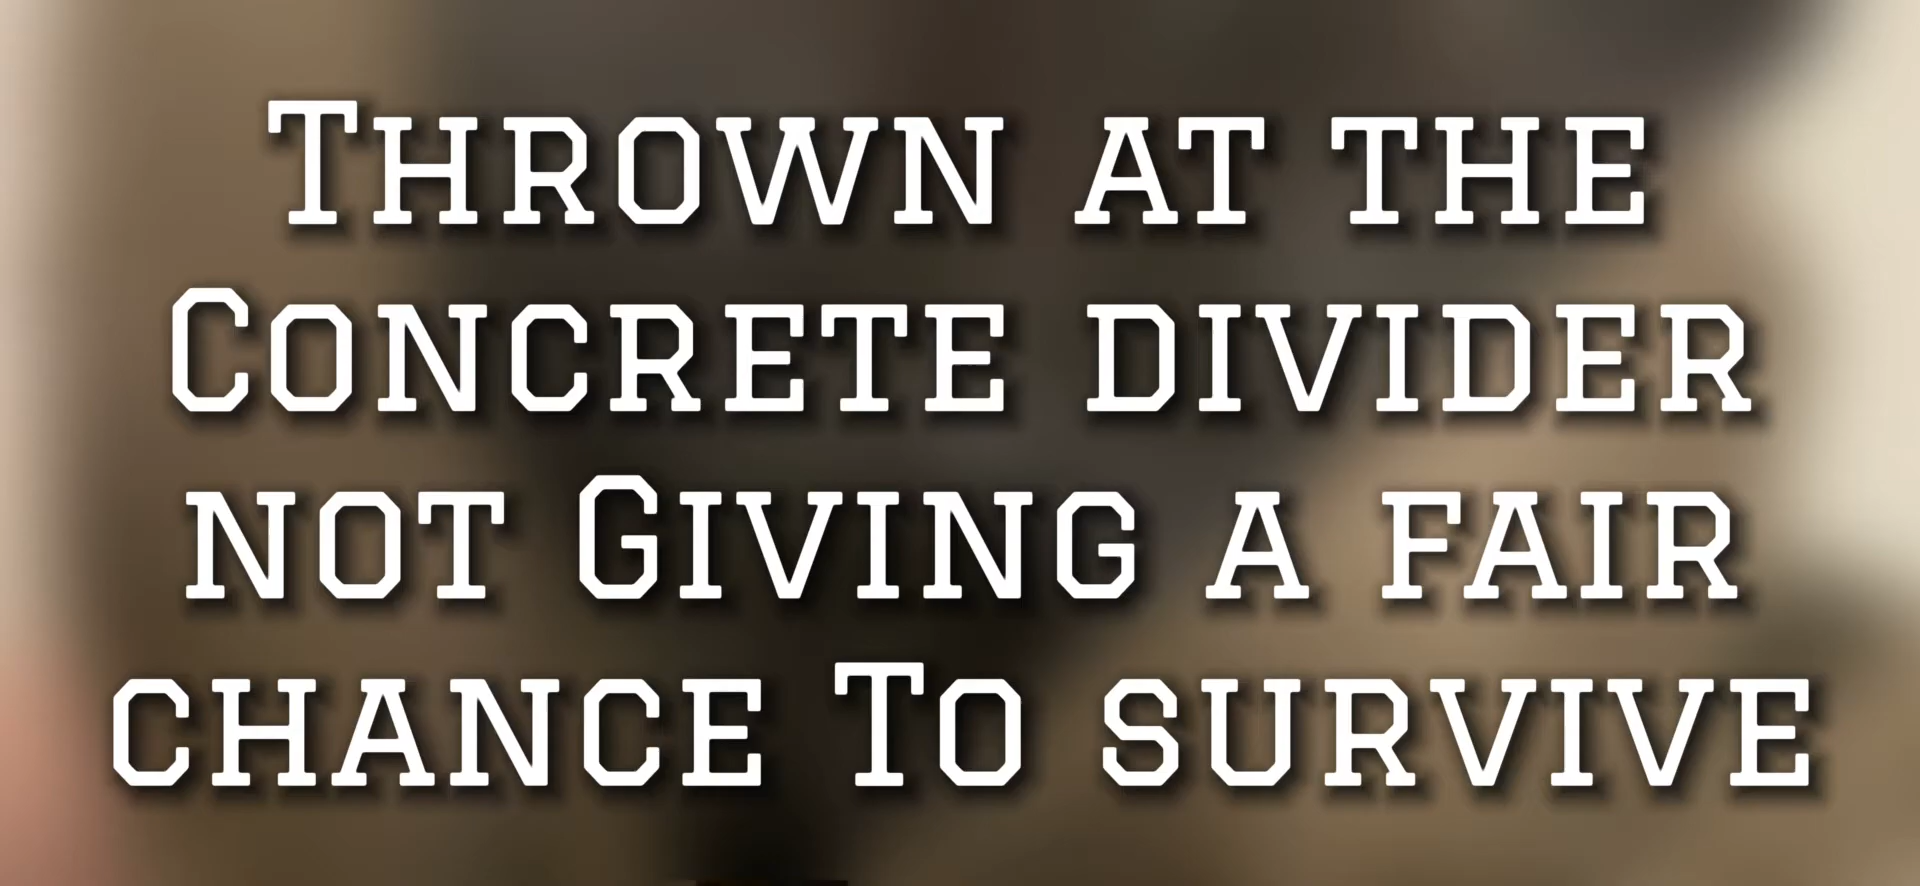 Thrown at the
Concrete divider
not Giving a fair
chance To survive